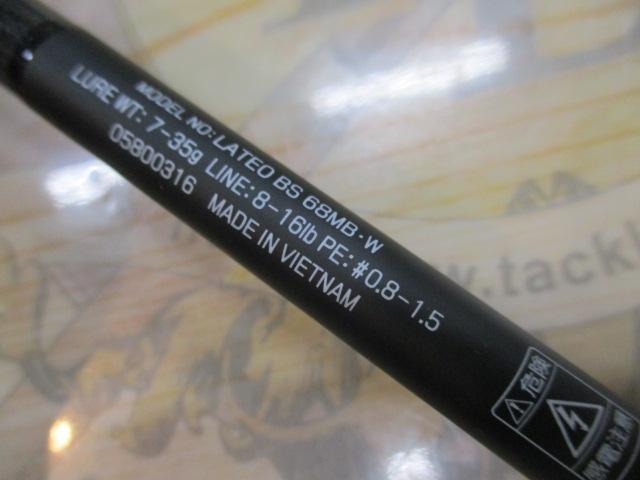 MODEL NO: LATEO BS 68MB・W
LURE WT: 7-35g LINE: 8-16lb PE: #0.8-1.5
05800316 MADE IN VIETNAM
危険
感電注意
w.tackl